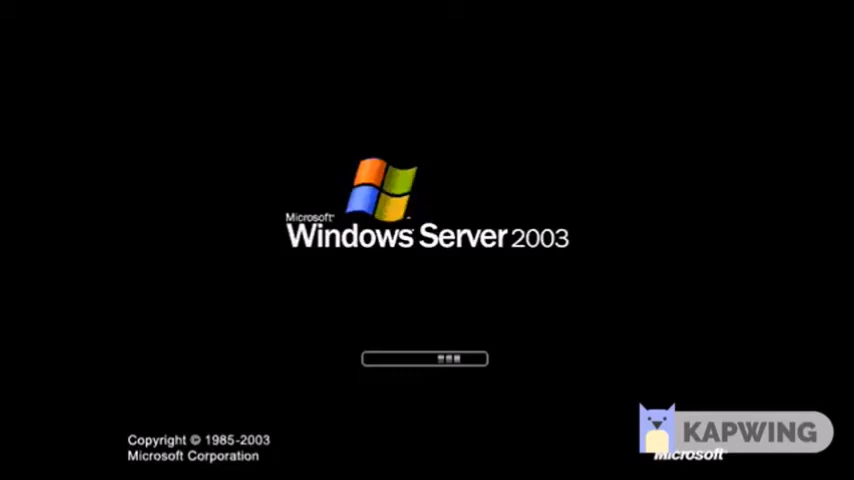 Microsoft®
Windows Server 2003
Copyright © 1985-2003
Microsoft Corporation
KAPWING
Microsoft®